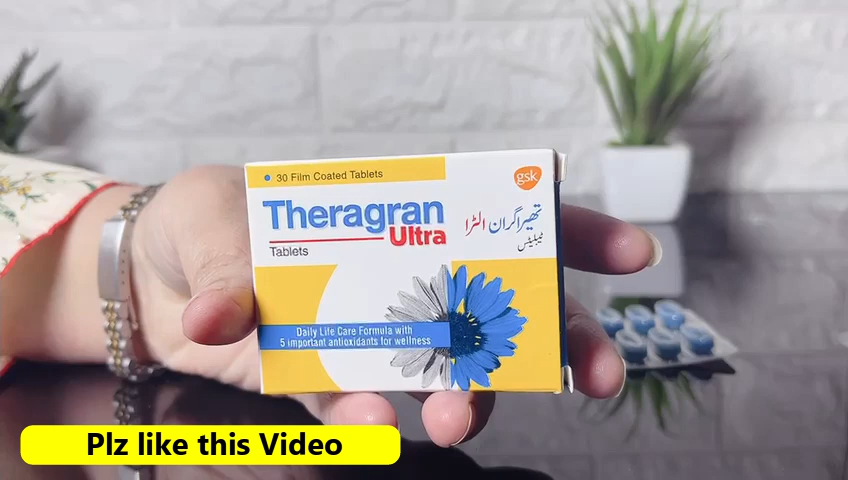 30 Film Coated Tablets
gsk
Theragran
Ultra
Tablets
تھیراگران الٹرا
ٹیبلیٹس
Daily Life Care Formula with
5 important antioxidants for wellness
Plz like this Video